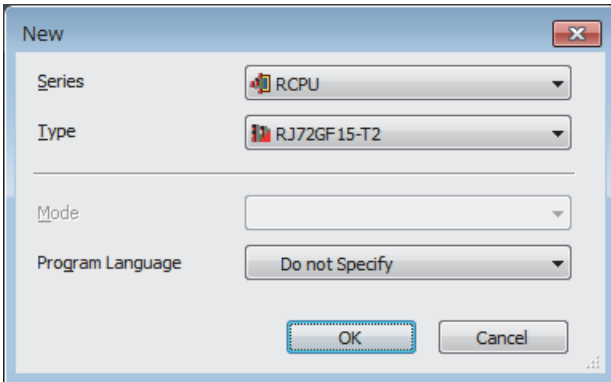 New
Series
RCPU
Type
RJ72GF15-T2
Mode
Program Language
Do not Specify
OK
Cancel